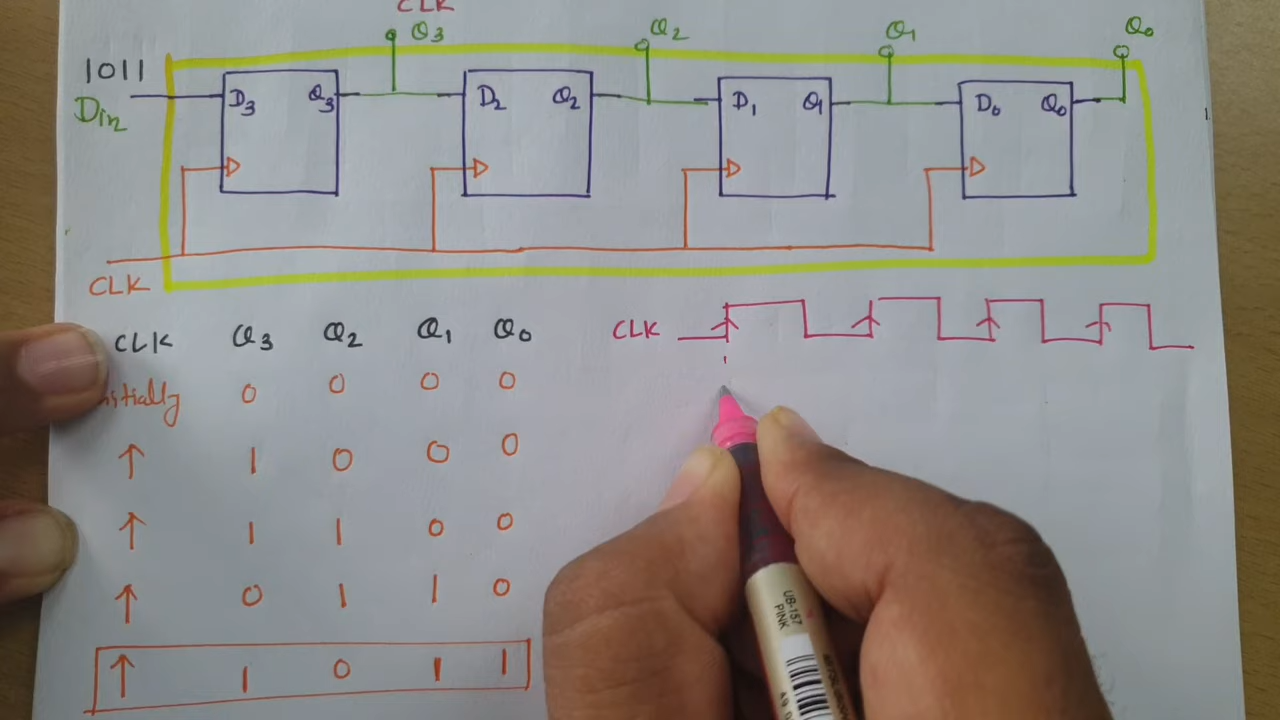 CLK
Q3 Q2 Q1 Q0
1011
Din
D3 Q3 D2 Q2 D1 Q1 D0 Q0
CLK
CLK Q3 Q2 Q1 Q0 CLK
0 0 0 0
↑ 1 0 0 0
↑ 1 1 0 0
↑ 0 1 1 0
↑ 1 0 1 1
UB-157
PINK